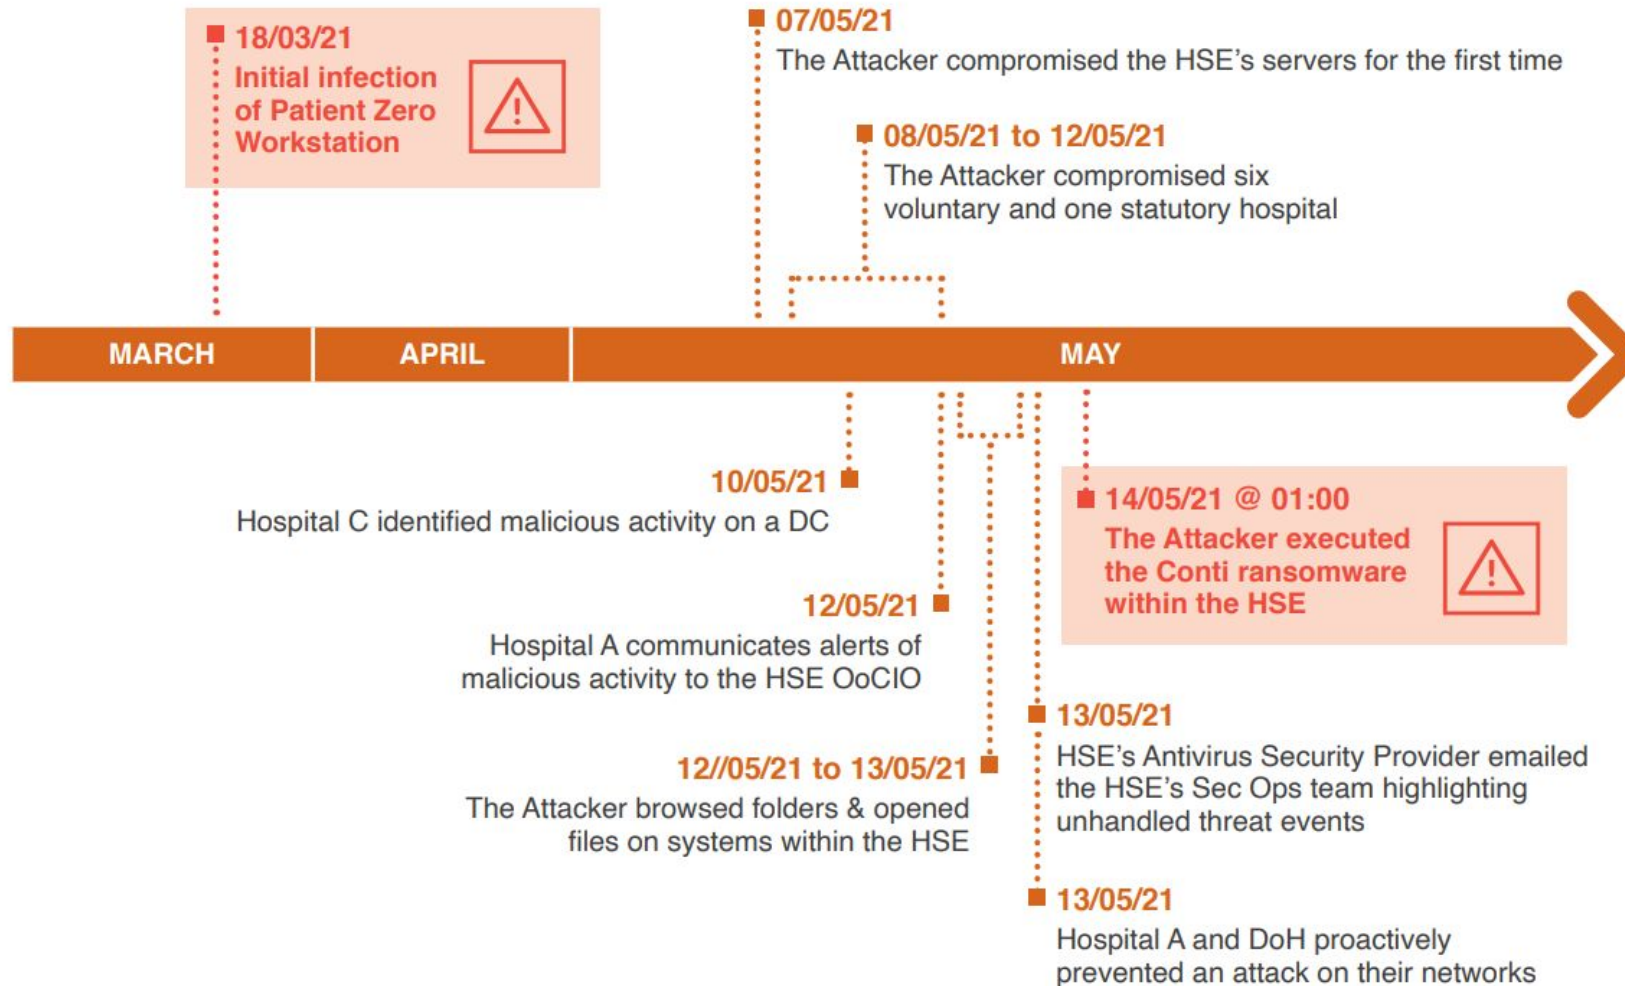 18/03/21
Initial infection
of Patient Zero
Workstation
07/05/21
The Attacker compromised the HSE's servers for the first time
08/05/21 to 12/05/21
The Attacker compromised six
voluntary and one statutory hospital
MARCH
APRIL
MAY
10/05/21
Hospital C identified malicious activity on a DC
12/05/21
Hospital A communicates alerts of
malicious activity to the HSE OoCIO
12//05/21 to 13/05/21
The Attacker browsed folders & opened
files on systems within the HSE
14/05/21 @ 01:00
The Attacker executed
the Conti ransomware
within the HSE
13/05/21
HSE's Antivirus Security Provider emailed
the HSE's Sec Ops team highlighting
unhandled threat events
13/05/21
Hospital A and DoH proactively
prevented an attack on their networks